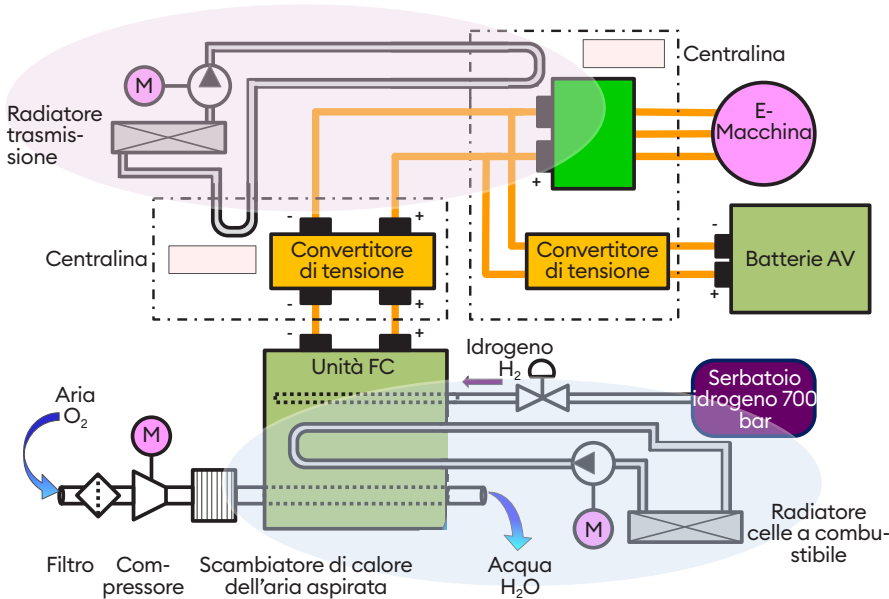 Centralina
M
Radiatore
trasmis-
sione
E-
Macchina
+
-
+
Centralina
Convertitore
di tensione
Convertitore
di tensione
-
Batterie AV
+
-
+
-
+
Unità FC
Idrogeno
H₂
Serbatoio
idrogeno 700
bar
Aria
O₂
M
M
Radiatore
celle a combu-
stibile
Filtro
Com-
pressore
Scambiatore di calore
dell'aria aspirata
Acqua
H₂O